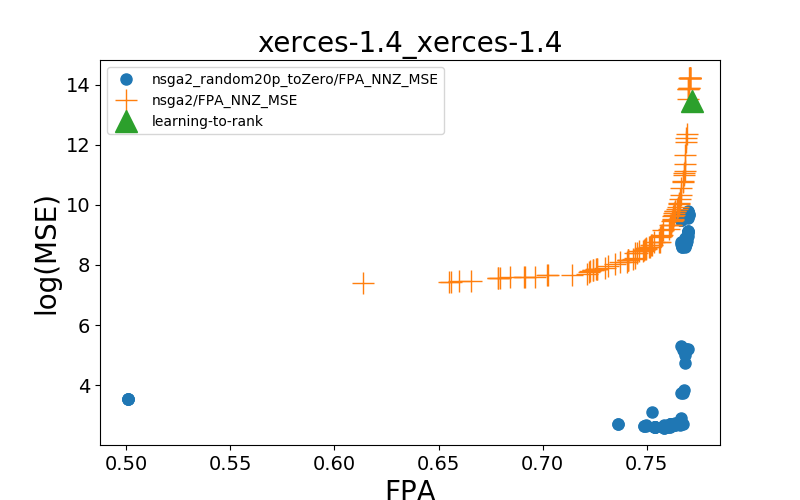 xerces-1.4_xerces-1.4
nsga2_random20p_toZero/FPA_NNZ_MSE
nsga2/FPA_NNZ_MSE
learning-to-rank
log(MSE)
14
12
10
8
6
4
0.50 0.55 0.60 0.65 0.70 0.75
FPA